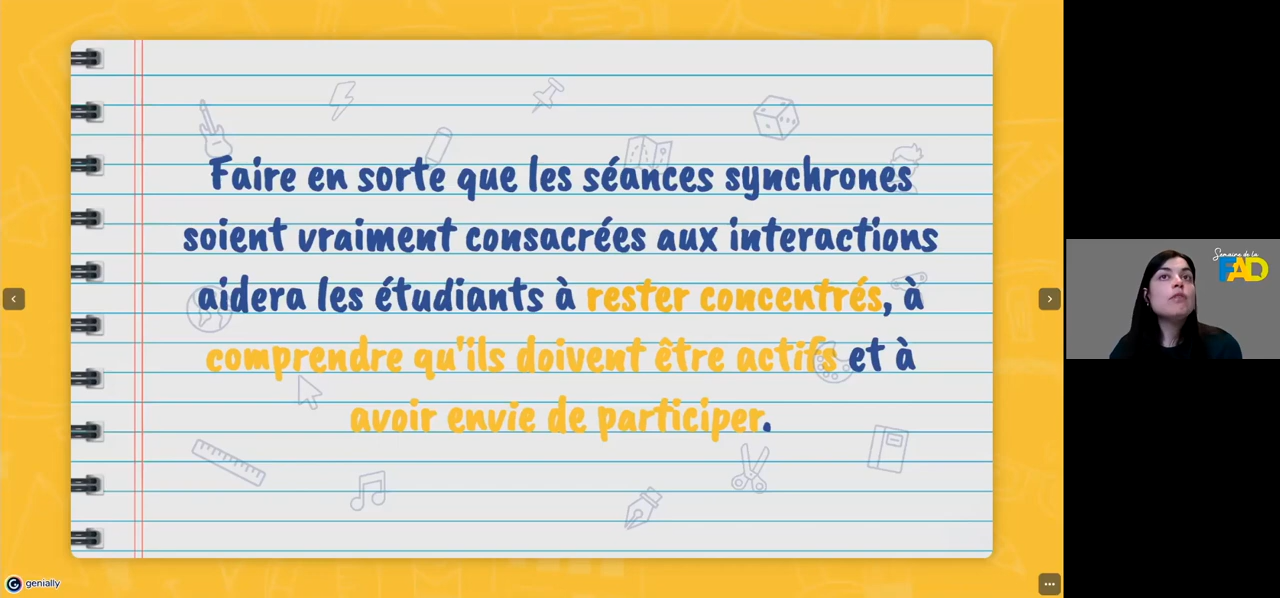 Faire en sorte que les séances synchrones
soient vraiment consacrées aux interactions
aidera les étudiants à rester concentrés, à
comprendre qu'ils doivent être actifs et à
avoir envie de participer.
Semaine de la
FAD
genially